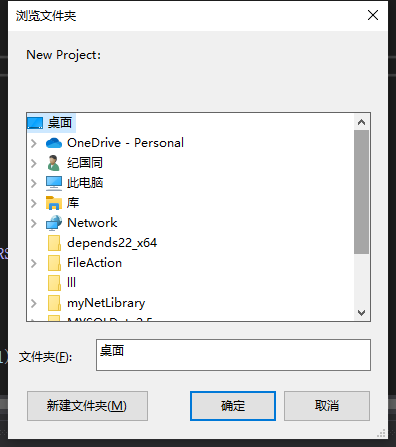 浏览文件夹
New Project:
桌面
OneDrive - Personal
纪国同
此电脑
库
Network
depends22_x64
FileAction
lll
myNetLibrary
文件夹(F):
桌面
新建文件夹(M)
确定
取消